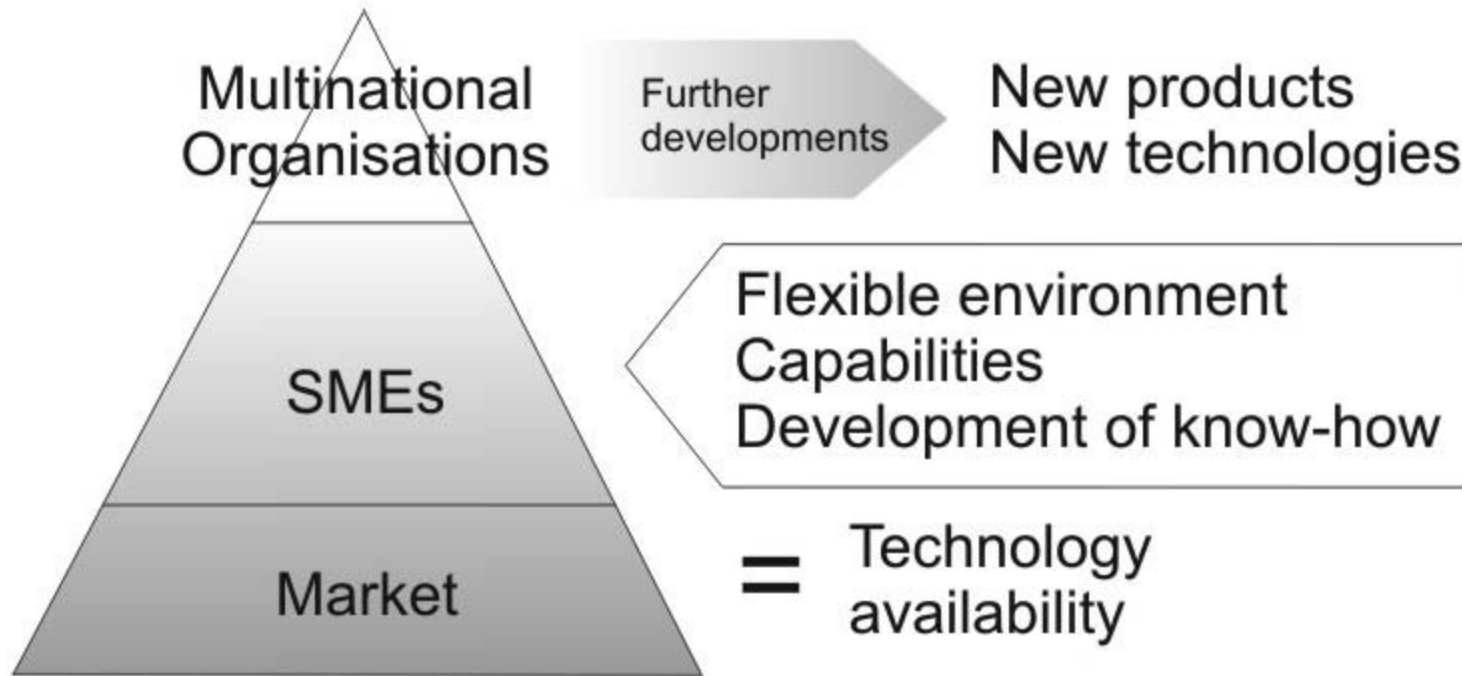 Multinational
Organisations
Further
developments
New products
New technologies
SMEs
Flexible environment
Capabilities
Development of know-how
Market
=
Technology
availability